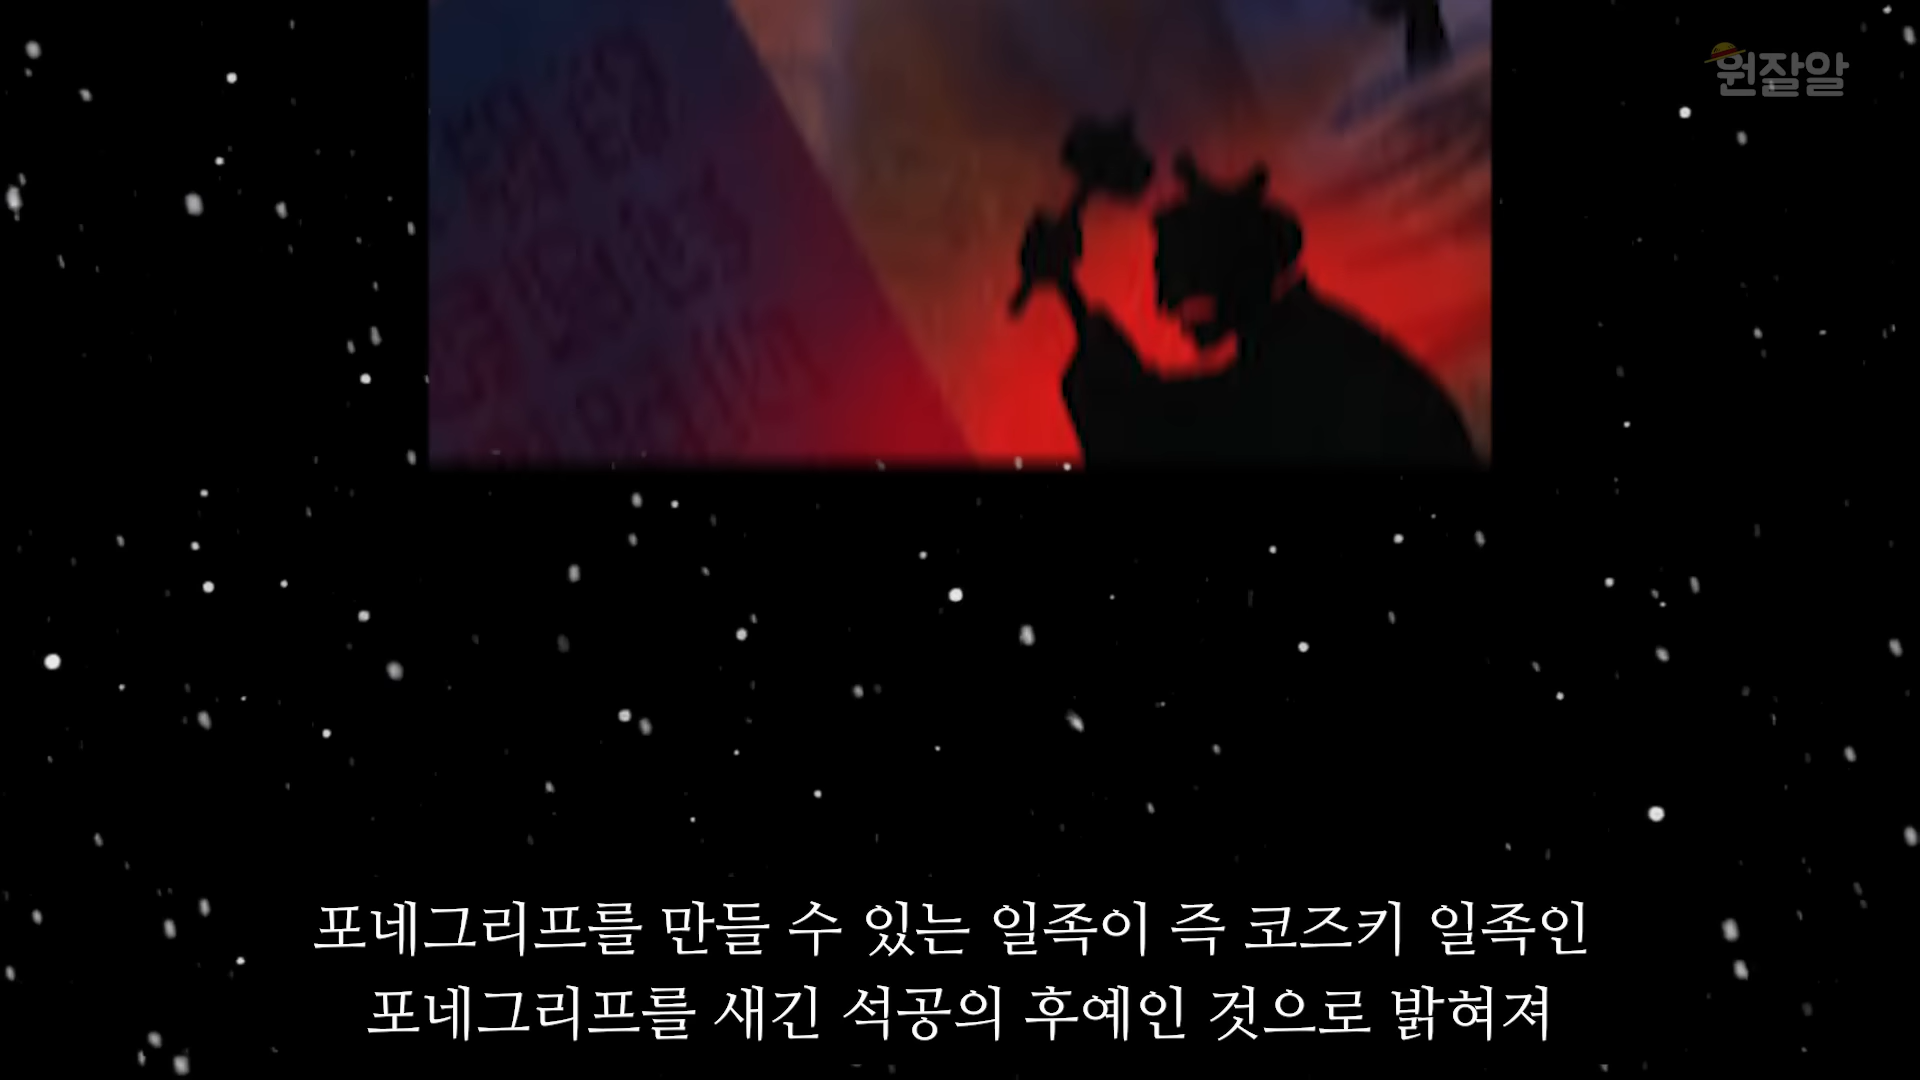 원잘알
포네그리프를 만들 수 있는 일족이 즉 코즈키 일족인
포네그리프를 새긴 석공의 후예인 것으로 밝혀져